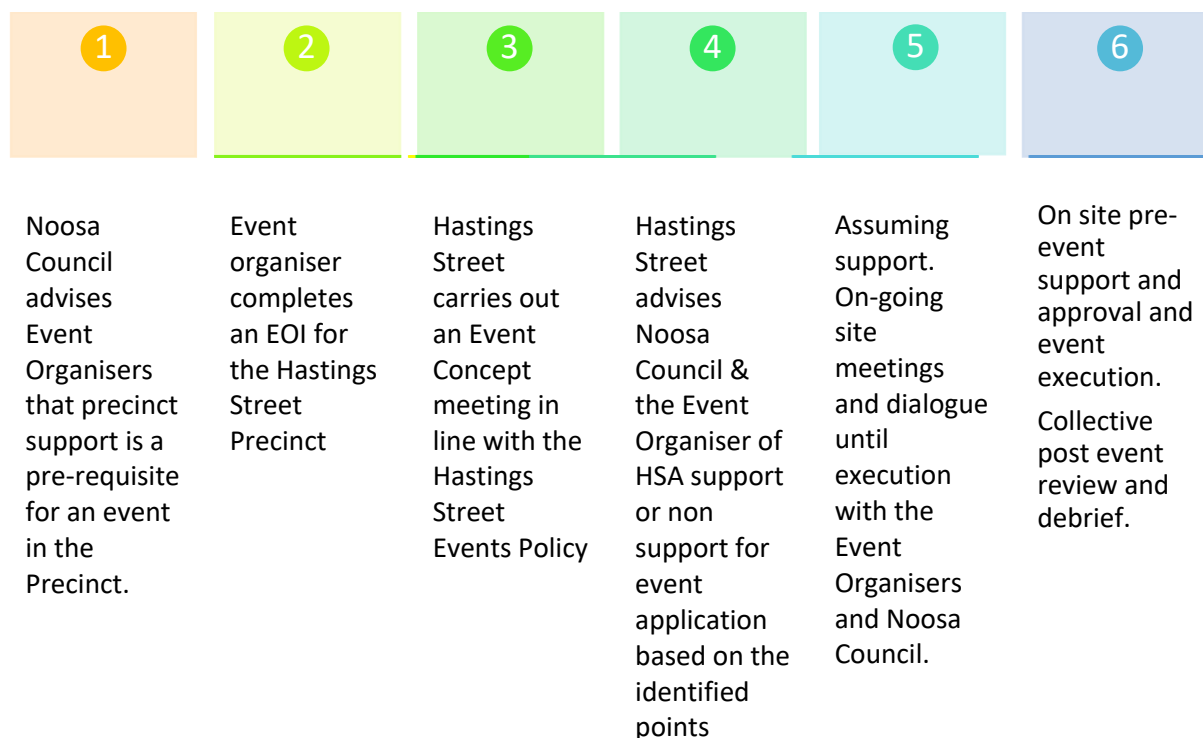 1
Noosa
Council
advises
Event
Organisers
that precinct
support is a
pre-requisite
for an event
in the
Precinct.
2
Event
organiser
completes
an EOI for
the Hastings
Street
Precinct
3
Hastings
Street
carries out
an Event
Concept
meeting in
line with the
Hastings
Street
Events Policy
4
Hastings
Street
advises
Noosa
Council &
the Event
Organiser of
HSA support
or non
support for
event
application
based on the
identified
points
5
Assuming
support.
On-going
site
meetings
and dialogue
until
execution
with the
Event
Organisers
and Noosa
Council.
6
On site pre-
event
support and
approval and
event
execution.
Collective
post event
review and
debrief.